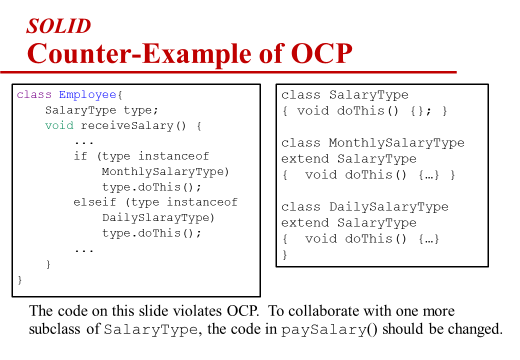 SOLID
Counter-Example of OCP
class Employee{
SalaryType type;
void receiveSalary() {
...
if (type instanceof
MonthlySalaryType)
type.doThis();
elseif (type instanceof
DailySlarayType)
type.doThis();
...
}
}
class SalaryType
{ void doThis() {}; }
class MonthlySalaryType
extend SalaryType
{ void doThis() {…} }
class DailySalaryType
extend SalaryType
{ void doThis() {…}
}
The code on this slide violates OCP. To collaborate with one more
subclass of SalaryType, the code in paySalary() should be changed.